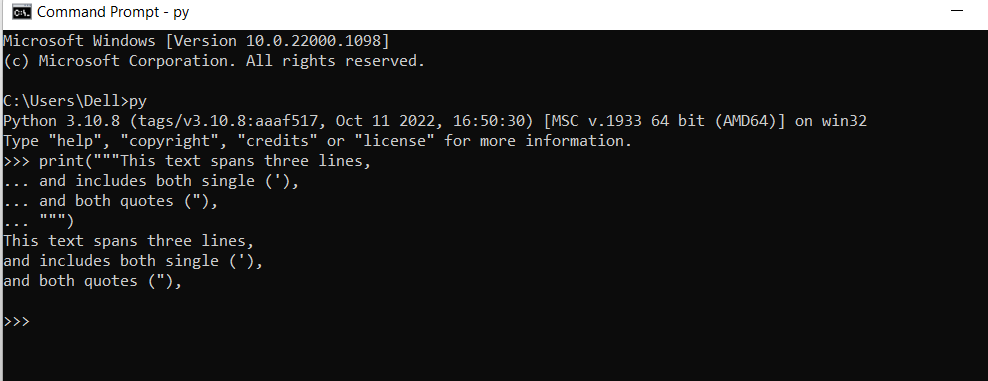 Command Prompt - py
Microsoft Windows [Version 10.0.22000.1098]
(c) Microsoft Corporation. All rights reserved.
C:\Users\Dell>py
Python 3.10.8 (tags/v3.10.8:aaaf517, Oct 11 2022, 16:50:30) [MSC v.1933 64 bit (AMD64)] on win32
Type "help", "copyright", "credits" or "license" for more information.
>>> print("""This text spans three lines,
... and includes both single ('),
... and both quotes ("),
... """)
This text spans three lines,
and includes both single ('),
and both quotes ("),
>>>